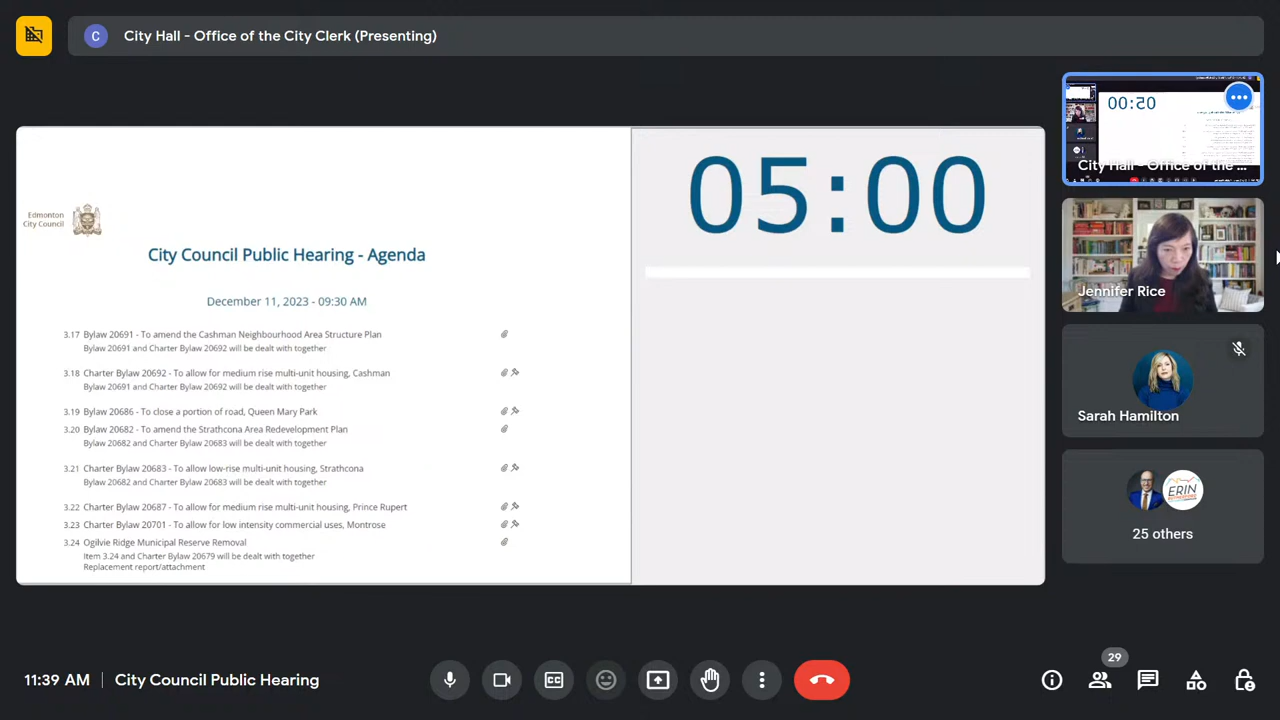 C City Hall - Office of the City Clerk (Presenting)
Edmonton
City Council
City Council Public Hearing - Agenda
December 11, 2023 - 09:30 AM
3.17 Bylaw 20691 - To amend the Cashman Neighbourhood Area Structure Plan
Bylaw 20691 and Charter Bylaw 20692 will be dealt with together
3.18 Charter Bylaw 20692 - To allow for medium rise multi-unit housing, Cashman
Bylaw 20691 and Charter Bylaw 20692 will be dealt with together
3.19 Bylaw 20686 - To close a portion of road, Queen Mary Park
3.20 Bylaw 20682 - To amend the Strathcona Area Redevelopment Plan
Bylaw 20682 and Charter Bylaw 20683 will be dealt with together
3.21 Charter Bylaw 20683 - To allow low-rise multi-unit housing, Strathcona
Bylaw 20682 and Charter Bylaw 20683 will be dealt with together
3.22 Charter Bylaw 20687 - To allow for medium rise multi-unit housing, Prince Rupert
3.23 Charter Bylaw 20701 - To allow for low intensity commercial uses, Montrose
3.24 Ogilvie Ridge Municipal Reserve Removal
Item 3.24 and Charter Bylaw 20679 will be dealt with together
Replacement report/attachment
05:00
05:00
City Hall - Office of the ...
Jennifer Rice
Sarah Hamilton
ERIN
25 others
11:39 AM | City Council Public Hearing
CC
29